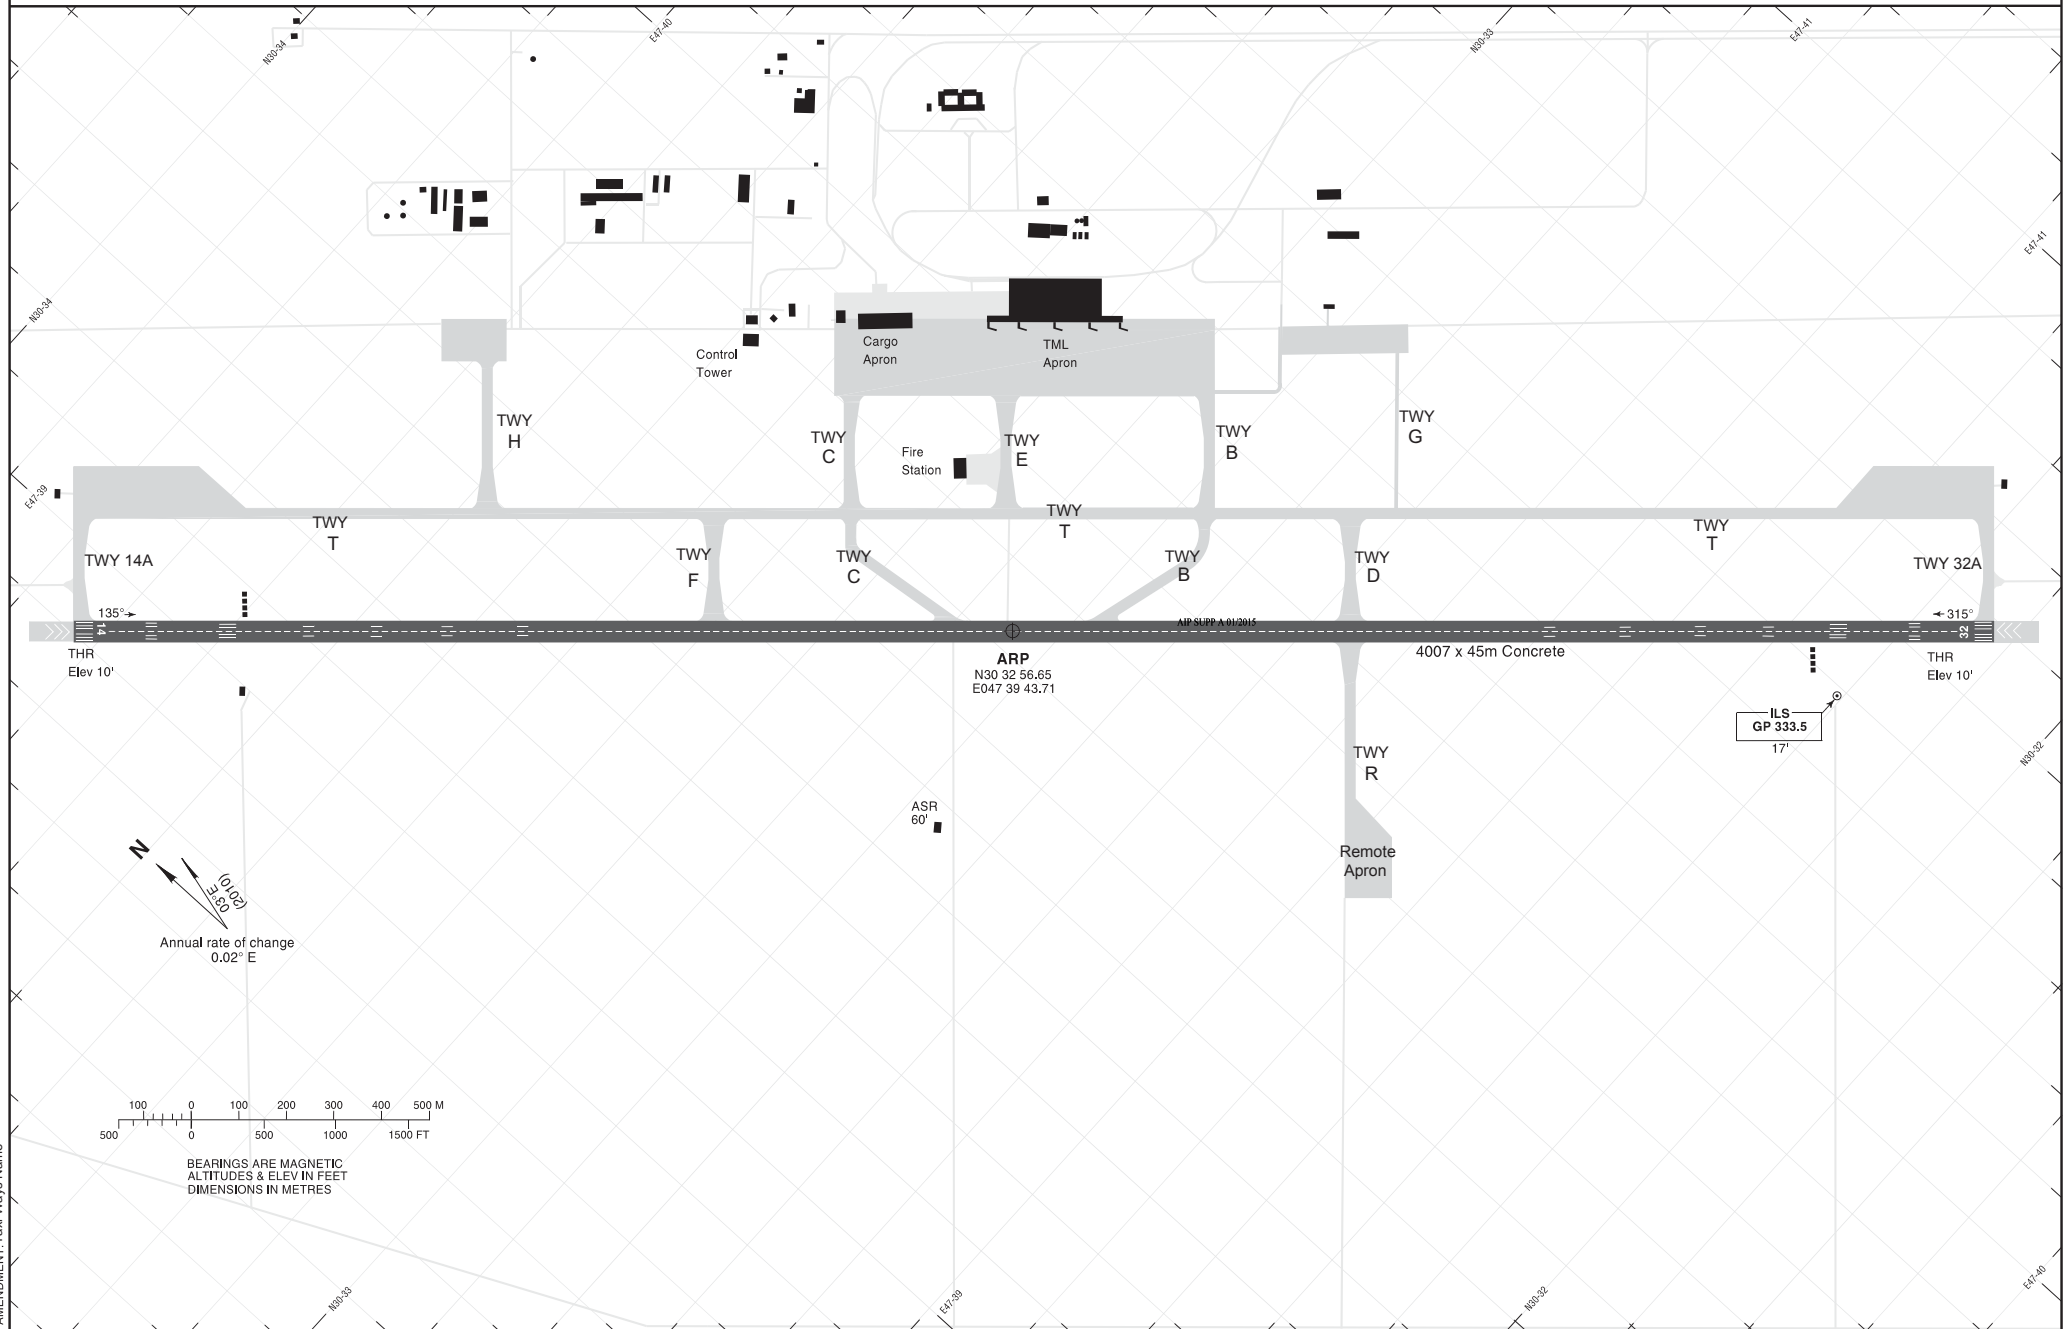 N30-34
E47-40
N30-33
E47-41
E47-41
N30-34
Control
Tower
Cargo
Apron
TML
Apron
TWY
H
TWY
C
Fire
Station
TWY
E
TWY
B
TWY
G
E47-39
TWY
T
TWY
T
TWY
T
TWY 14A
TWY
F
TWY
C
TWY
B
TWY
D
TWY 32A
135°
315°
14
AIP SUPP A 01/2015
32
THR
Elev 10'
ARP
N30 32 56.65
E047 39 43.71
4007 x 45m Concrete
THR
Elev 10'
ILS
GP 333.5
17'
TWY
R
N30-32
ASR
60'
Remote
Apron
N
03°E
(2010)
Annual rate of change
0.02° E
100 0 100 200 300 400 500 M
500 0 500 1000 1500 FT
BEARINGS ARE MAGNETIC
ALTITUDES & ELEV IN FEET
DIMENSIONS IN METRES
N30-33
E47-39
N30-32
E47-40